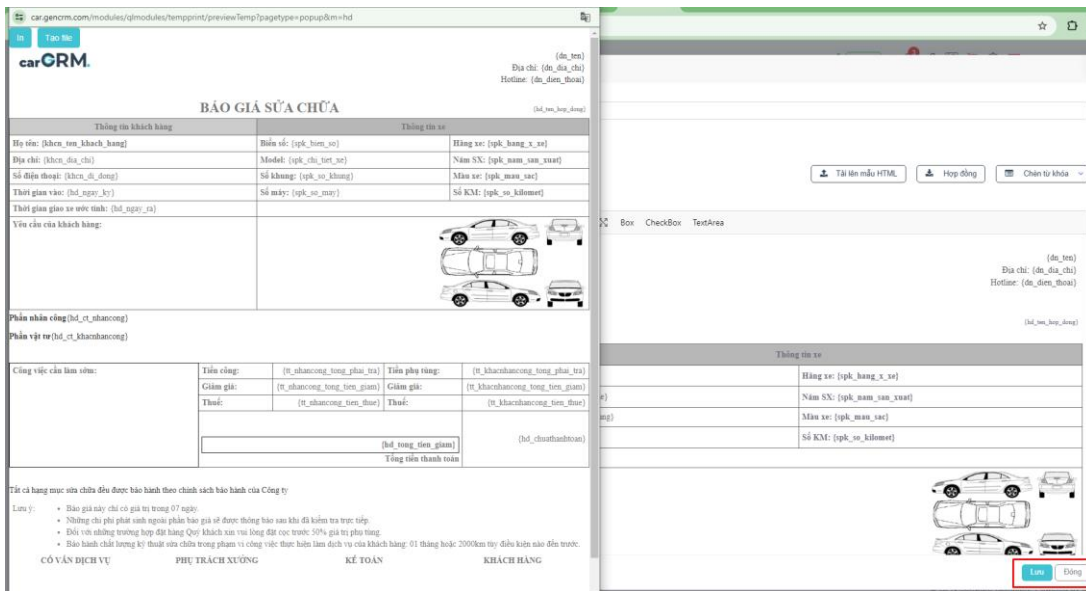 car.gencrm.com/modules/qlmodules/tempprint/previewTemp?pagetype=popup&m=hd
In Tạo file
carGRM.
{dn_ten}
Địa chỉ: {dn_dia_chi}
Hotline: {dn_dien_thoai}
BÁO GIÁ SỬA CHỮA
{hd_ten_hop_dong}
Thông tin khách hàng Thông tin xe
Họ tên: {khcn_ten_khach_hang} Biển số: {spk_bien_so} Hãng xe: {spk_hang_x_xe}
Địa chỉ: {khcn_dia_chi} Model: {spk_chi_tiet_xe} Năm SX: {spk_nam_san_xuat}
Số điện thoại: {khcn_di_dong} Số khung: {spk_so_khung} Màu xe: {spk_mau_sac}
Thời gian vào: {hd_ngay_ky} Số máy: {spk_so_may} Số KM: {spk_so_kilomet}
Thời gian giao xe ước tính: {hd_ngay_ra}
Yêu cầu của khách hàng:
Phần nhân công{hd_ct_nhancong}
Phần vật tư{hd_ct_khacnhancong}
Công việc cần làm sớm: Tiền công: {tt_nhancong_tong_phai_tra} Tiền phụ tùng: {tt_khacnhancong_tong_phai_tra}
Giảm giá: {tt_nhancong_tong_tien_giam} Giảm giá: {tt_khacnhancong_tong_tien_giam}
Thuế: {tt_nhancong_tien_thue} Thuế: {tt_khacnhancong_tien_thue}
{hd_tong_tien_giam}
{hd_chuathanhtoan}
Tổng tiền thanh toán
Tất cả hạng mục sửa chữa đều được bảo hành theo chính sách bảo hành của Công ty
Lưu ý:
• Báo giá này chỉ có giá trị trong 07 ngày.
• Những chi phí phát sinh ngoài phần báo giá sẽ được thông báo sau khi đã kiểm tra trực tiếp.
• Đối với những trường hợp đặt hàng Quý khách xin vui lòng đặt cọc trước 50% giá trị phụ tùng.
• Bảo hành chất lượng kỹ thuật sửa chữa trong phạm vi công việc thực hiện làm dịch vụ của khách hàng: 01 tháng hoặc 2000km tùy điều kiện nào đến trước.
CỐ VẤN DỊCH VỤ PHỤ TRÁCH XƯỞNG KẾ TOÁN KHÁCH HÀNG
Tải lên mẫu HTML Hợp đồng Chèn từ khóa
Box CheckBox TextArea
{dn_ten}
Địa chỉ: {dn_dia_chi}
Hotline: {dn_dien_thoai}
{hd_ten_hop_dong}
Thông tin xe
Hãng xe: {spk_hang_x_xe}
Năm SX: {spk_nam_san_xuat}
Màu xe: {spk_mau_sac}
Số KM: {spk_so_kilomet}
Lưu Đóng